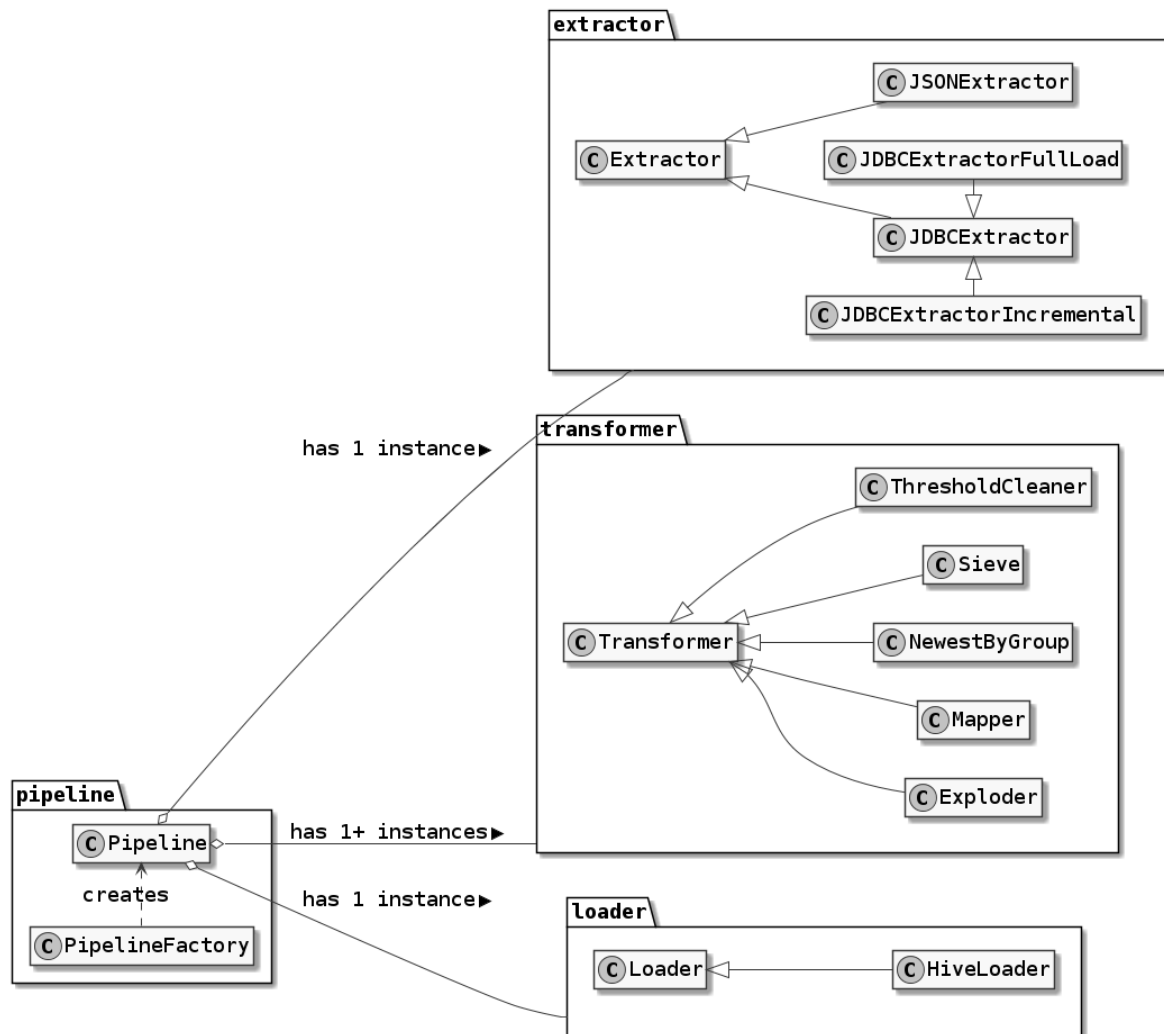 extractor
C JSONExtractor
C Extractor
C JDBCExtractorFullLoad
C JDBCExtractor
C JDBCExtractorIncremental
has 1 instance▶
transformer
C ThresholdCleaner
C Sieve
C Transformer
C NewestByGroup
C Mapper
C Exploder
pipeline
C Pipeline
has 1+ instances▶
creates
C PipelineFactory
has 1 instance▶
loader
C Loader
C HiveLoader